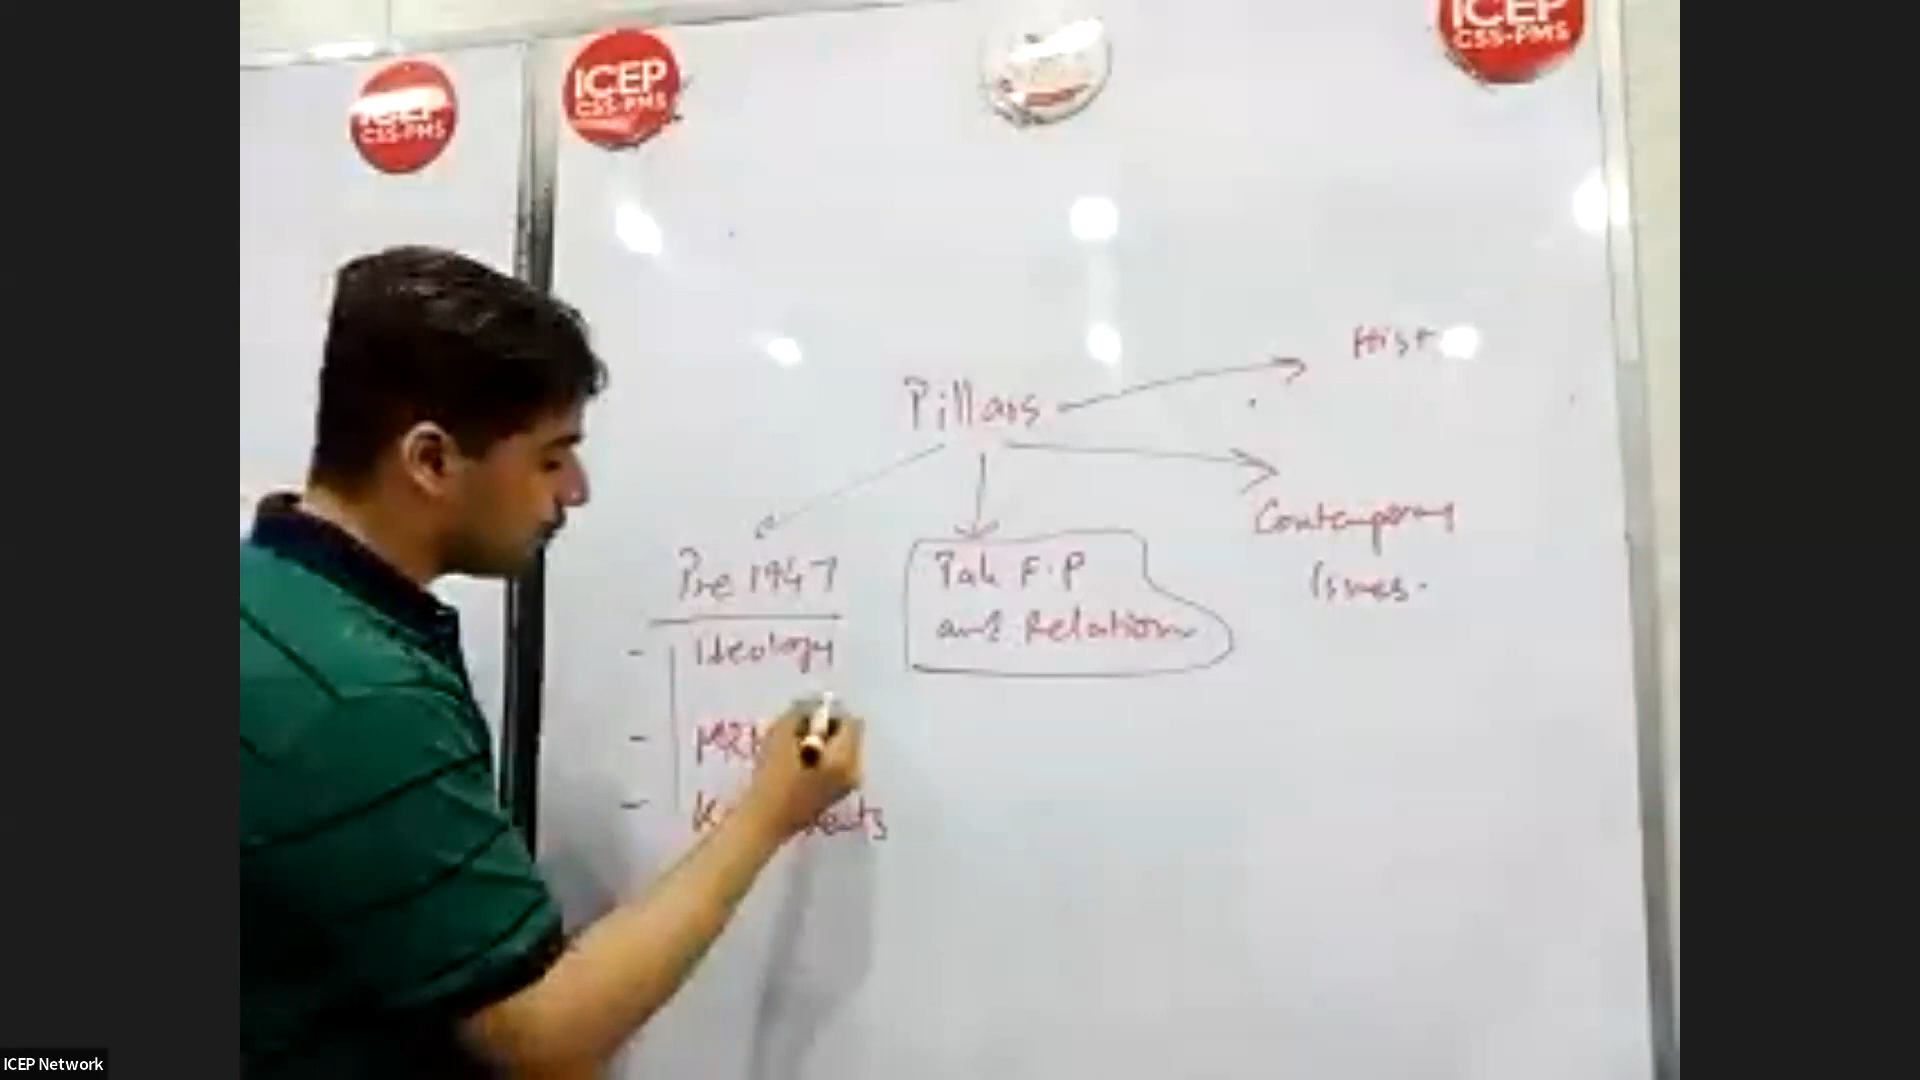 ICEP
CSS-PMS
ICEP
CSS-PMS
ICEP
CSS-PMS
Hist
Pillars
Contemporary
Issues.
Pre 1947
Pak F.P
and Relation
- Ideology
-
-
ICEP Network